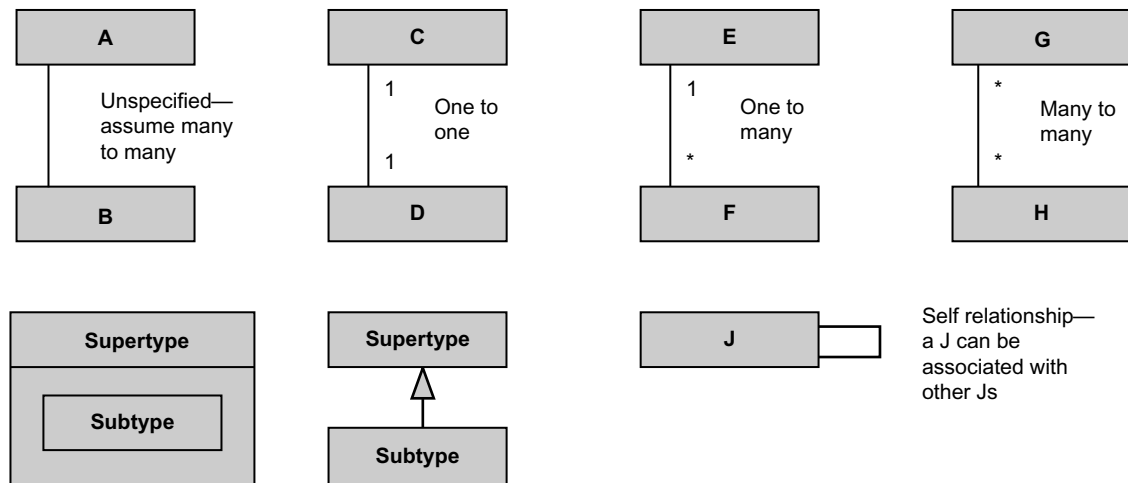 A
Unspecified—
assume many
to many
B
C
1
One to
one
1
D
E
1
One to
many
*
F
G
*
Many to
many
*
H
Supertype
Subtype
Supertype
Subtype
J
Self relationship—
a J can be
associated with
other Js